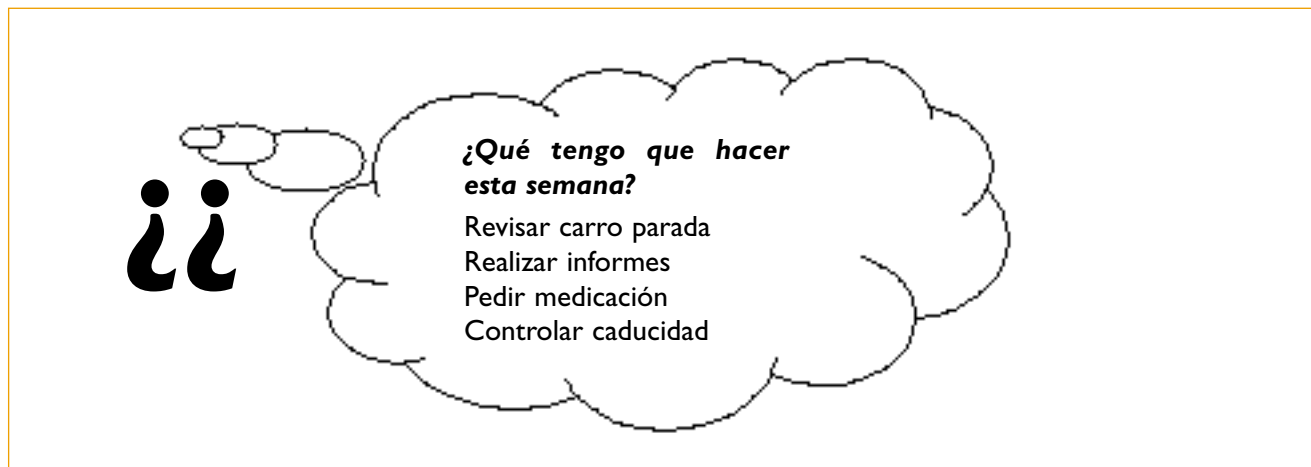 ¿Qué tengo que hacer
esta semana?
¿¿
Revisar carro parada
Realizar informes
Pedir medicación
Controlar caducidad